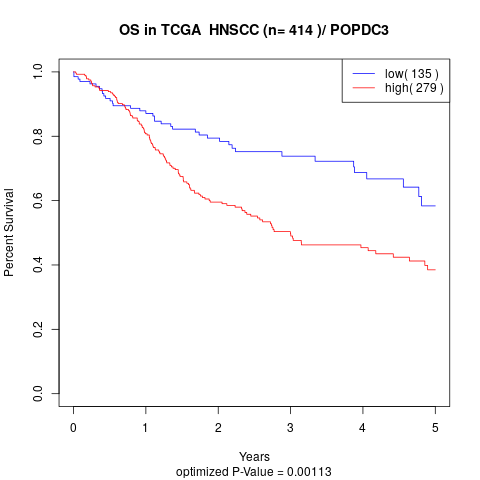 OS in TCGA HNSCC (n= 414 )/ POPDC3
low( 135 )
high( 279 )
Percent Survival
1.0
0.8
0.6
0.4
0.2
0.0
0 1 2 3 4 5
Years
optimized P-Value = 0.00113